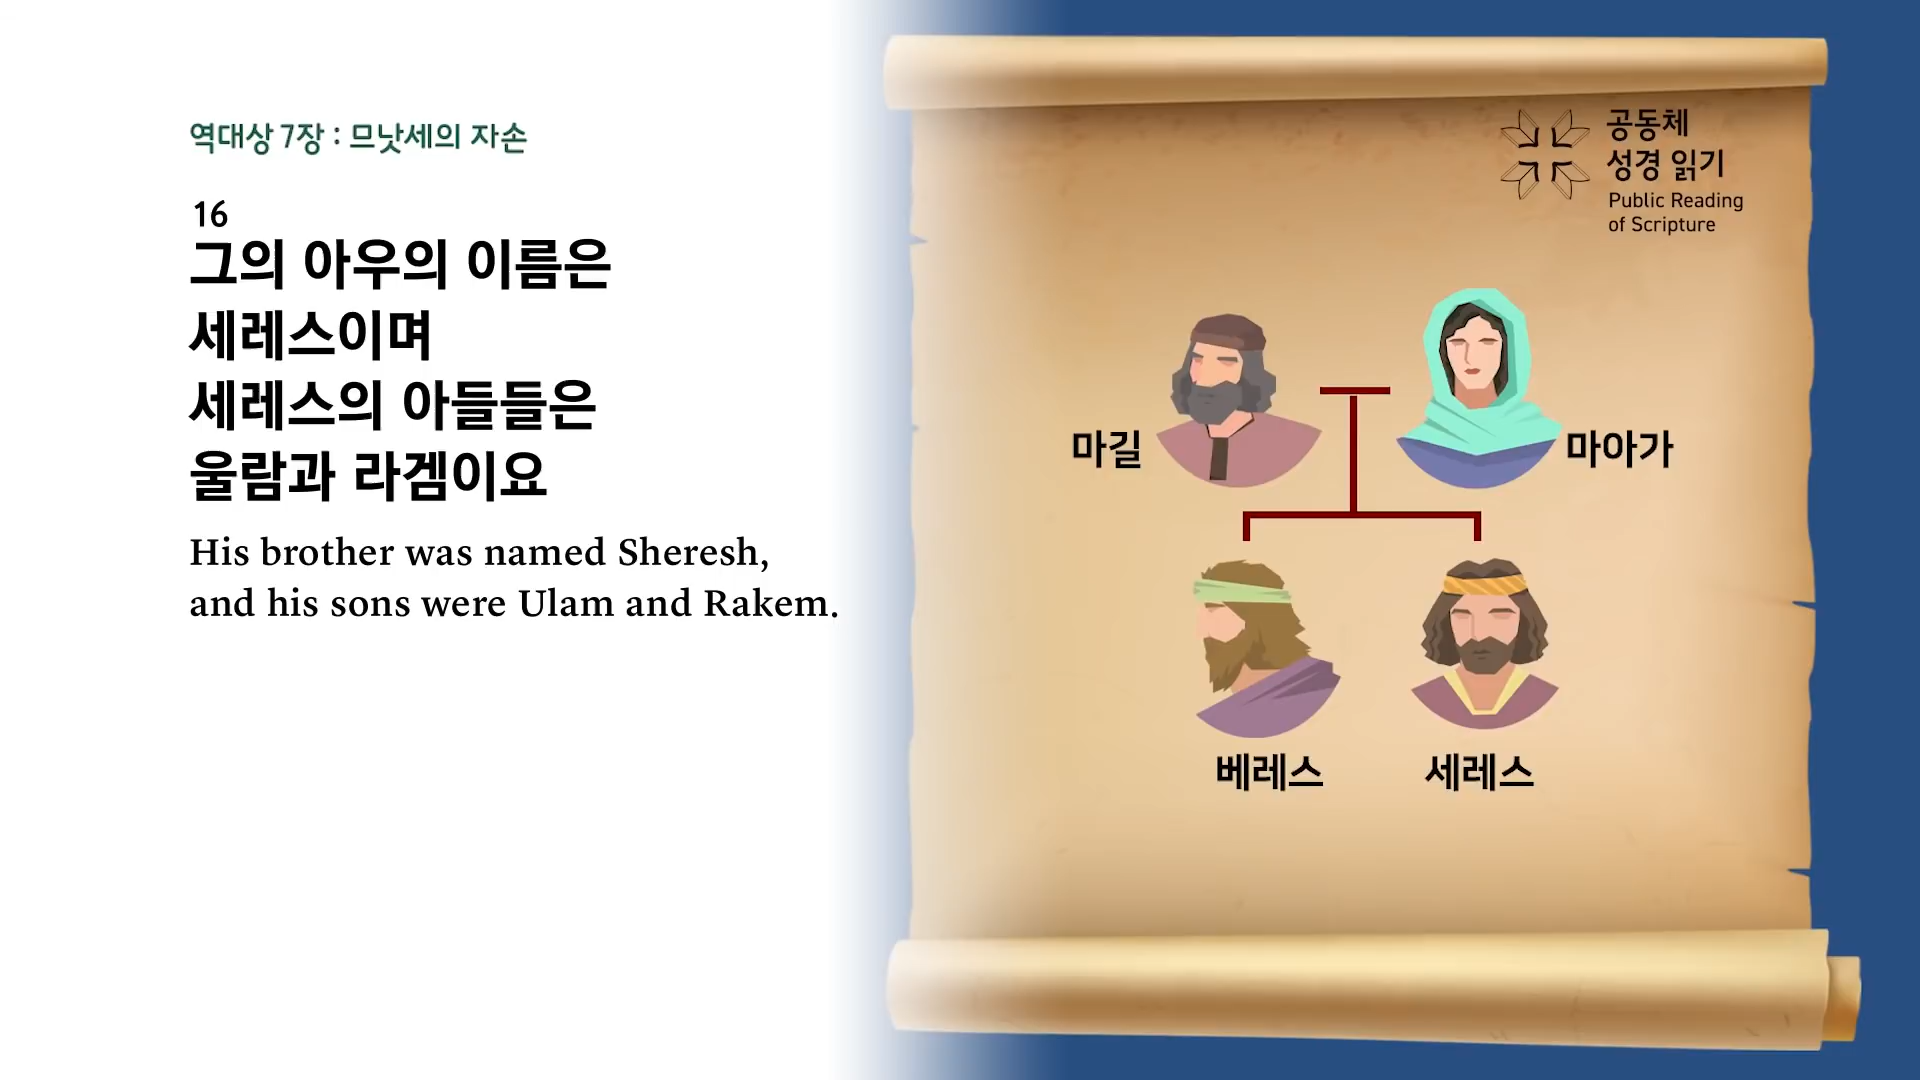 역대상 7장 : 므낫세의 자손
16
그의 아우의 이름은
세레스이며
세레스의 아들들은
울람과 라겜이요
His brother was named Sheresh,
and his sons were Ulam and Rakem.
공동체
성경 읽기
Public Reading
of Scripture
마길
마아가
베레스
세레스